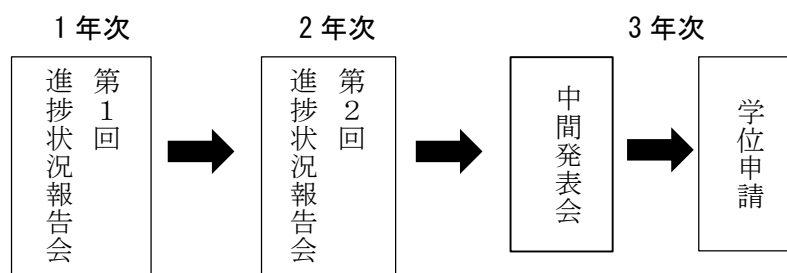 1年次
2年次
3年次
第1回
進捗状況報告会
第2回
進捗状況報告会
中間発表会
学位申請